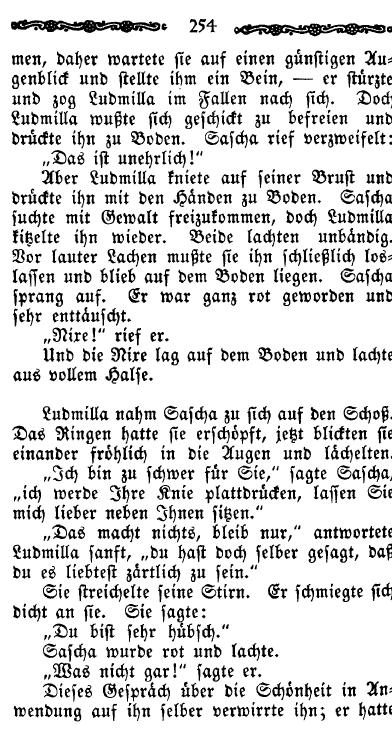 254
men, daher wartete sie auf einen günstigen Au-
genblick und stellte ihm ein Bein, — er stürzte
und zog Ludmilla im Fallen nach sich. Doch
Ludmilla wußte sich geschickt zu befreien und
drückte ihn zu Boden. Sascha rief verzweifelt:
„Das ist unehrlich!“
Aber Ludmilla kniete auf seiner Brust und
drückte ihn mit den Händen zu Boden. Sascha
suchte mit Gewalt freizukommen, doch Ludmilla
kitzelte ihn wieder. Beide lachten unbändig.
Vor lauter Lachen mußte sie ihn schließlich los-
lassen und blieb auf dem Boden liegen. Sascha
sprang auf. Er war ganz rot geworden und
sehr enttäuscht.
„Nixe!“ rief er.
Und die Nixe lag auf dem Boden und lachte
aus vollem Halse.
Ludmilla nahm Sascha zu sich auf den Schoß.
Das Ringen hatte sie erschöpft, jetzt blickten sie
einander fröhlich in die Augen und lächelten.
„Ich bin zu schwer für Sie,“ sagte Sascha,
„ich werde Ihre Knie plattdrücken, lassen Sie
mich lieber neben Ihnen sitzen.“
„Das macht nichts, bleib nur,“ antwortete
Ludmilla sanft, „du hast doch selber gesagt, daß
du es liebtest zärtlich zu sein.“
Sie streichelte seine Stirn. Er schmiegte sich
dicht an sie. Sie sagte:
„Du bist sehr hübsch.“
Sascha wurde rot und lachte.
„Was nicht gar!“ sagte er.
Dieses Gespräch über die Schönheit in An-
wendung auf ihn selber verwirrte ihn; er hatte